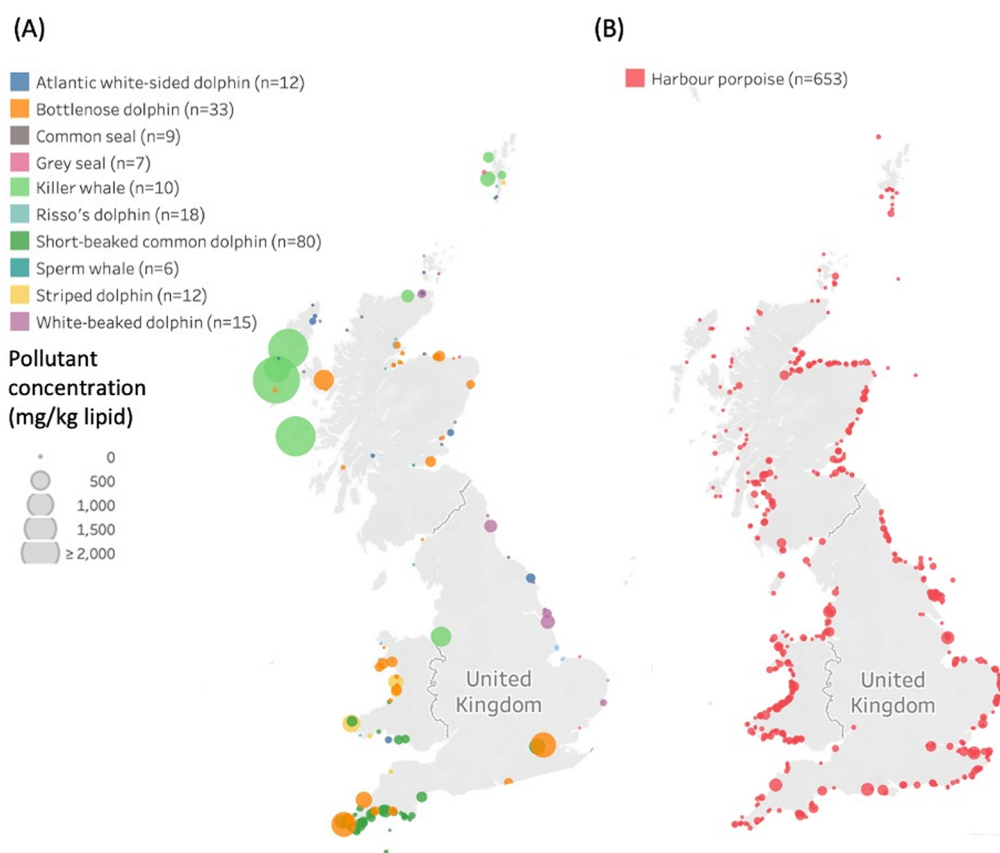 (A)
Atlantic white-sided dolphin (n=12)
Bottlenose dolphin (n=33)
Common seal (n=9)
Grey seal (n=7)
Killer whale (n=10)
Risso's dolphin (n=18)
Short-beaked common dolphin (n=80)
Sperm whale (n=6)
Striped dolphin (n=12)
White-beaked dolphin (n=15)
Pollutant
concentration
(mg/kg lipid)
0
500
1,000
1,500
≥ 2,000
United
Kingdom
(B)
Harbour porpoise (n=653)
United
Kingdom